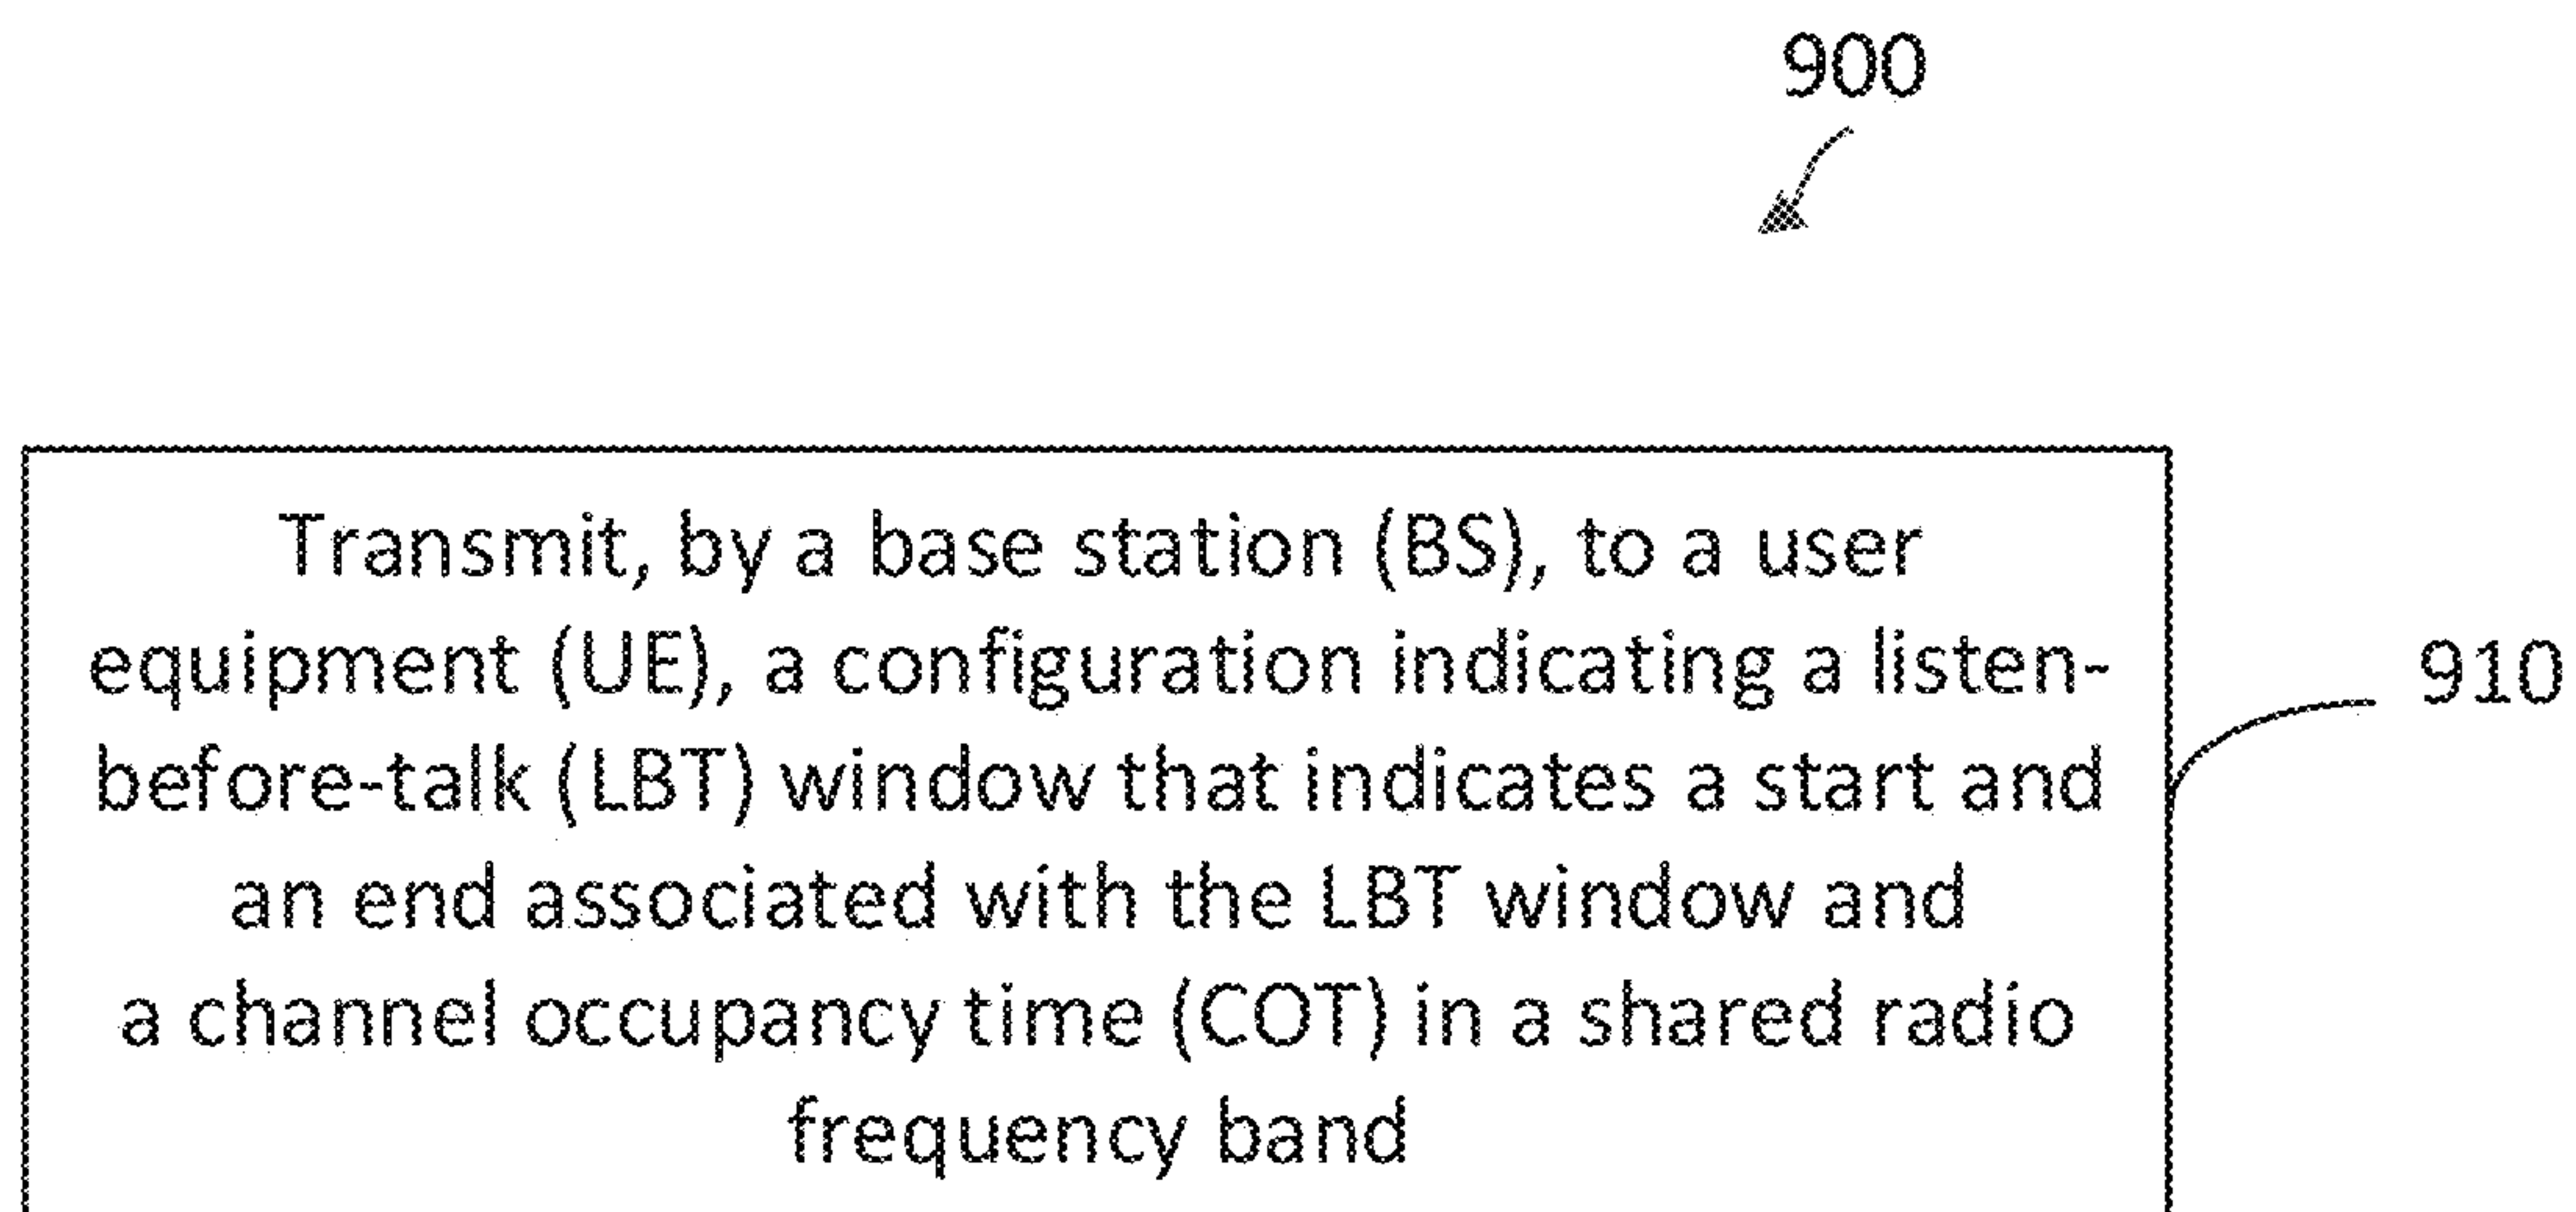 900
Transmit, by a base station (BS), to a user
equipment (UE), a configuration indicating a listen-
before-talk (LBT) window that indicates a start and
an end associated with the LBT window and
a channel occupancy time (COT) in a shared radio
frequency band
910